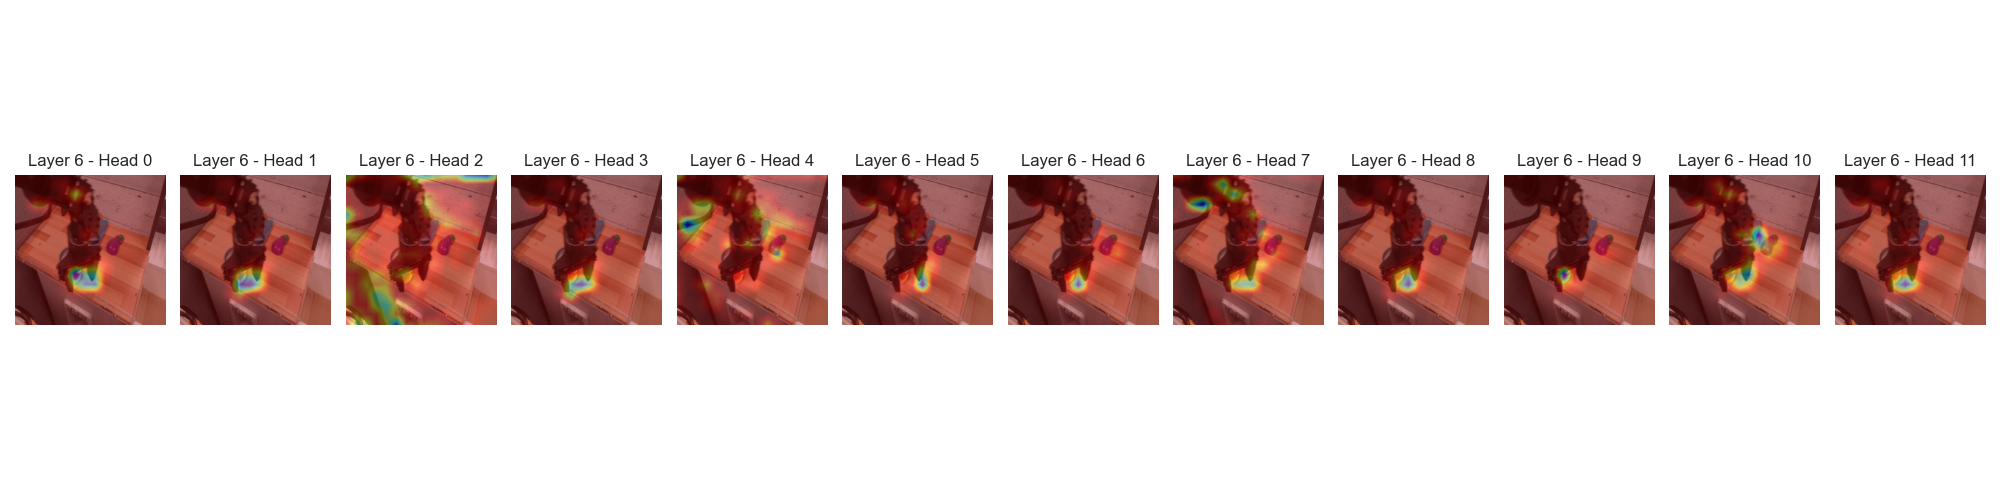 Layer 6 - Head 0
Layer 6 - Head 1
Layer 6 - Head 2
Layer 6 - Head 3
Layer 6 - Head 4
Layer 6 - Head 5
Layer 6 - Head 6
Layer 6 - Head 7
Layer 6 - Head 8
Layer 6 - Head 9
Layer 6 - Head 10
Layer 6 - Head 11